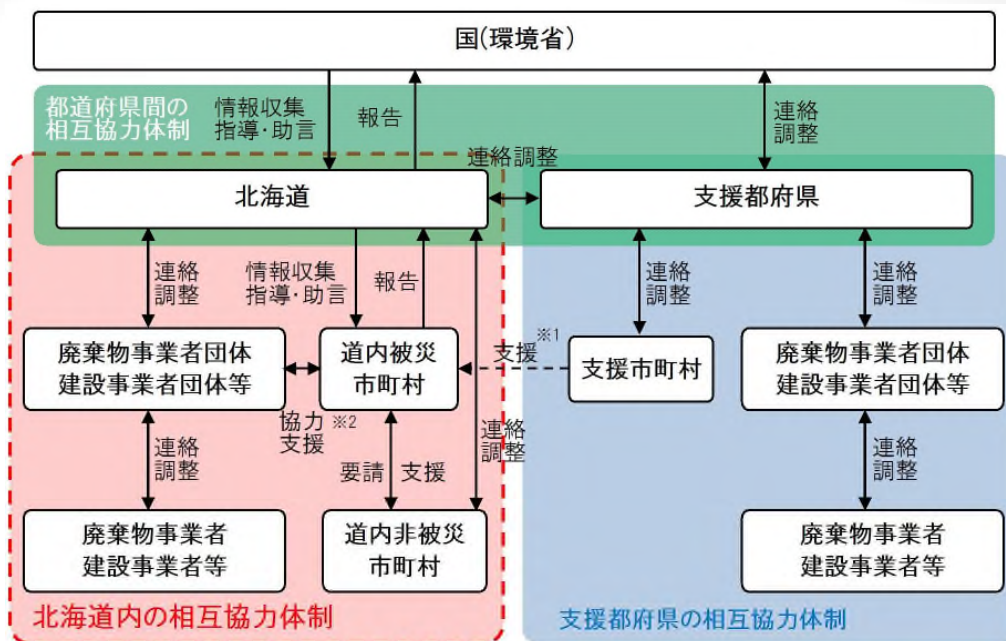 国(環境省)
都道府県間の
相互協力体制
情報収集
指導・助言
報告
連絡
調整
連絡調整
北海道
支援都府県
連絡
調整
情報収集
指導・助言
報告
連絡
調整
連絡
調整
廃棄物事業者団体
建設事業者団体等
道内被災
市町村
支援※1
支援市町村
廃棄物事業者団体
建設事業者団体等
協力
支援※2
連絡
調整
連絡
調整
要請
支援
連絡
調整
廃棄物事業者
建設事業者等
道内非被災
市町村
廃棄物事業者
建設事業者等
北海道内の相互協力体制
支援都府県の相互協力体制